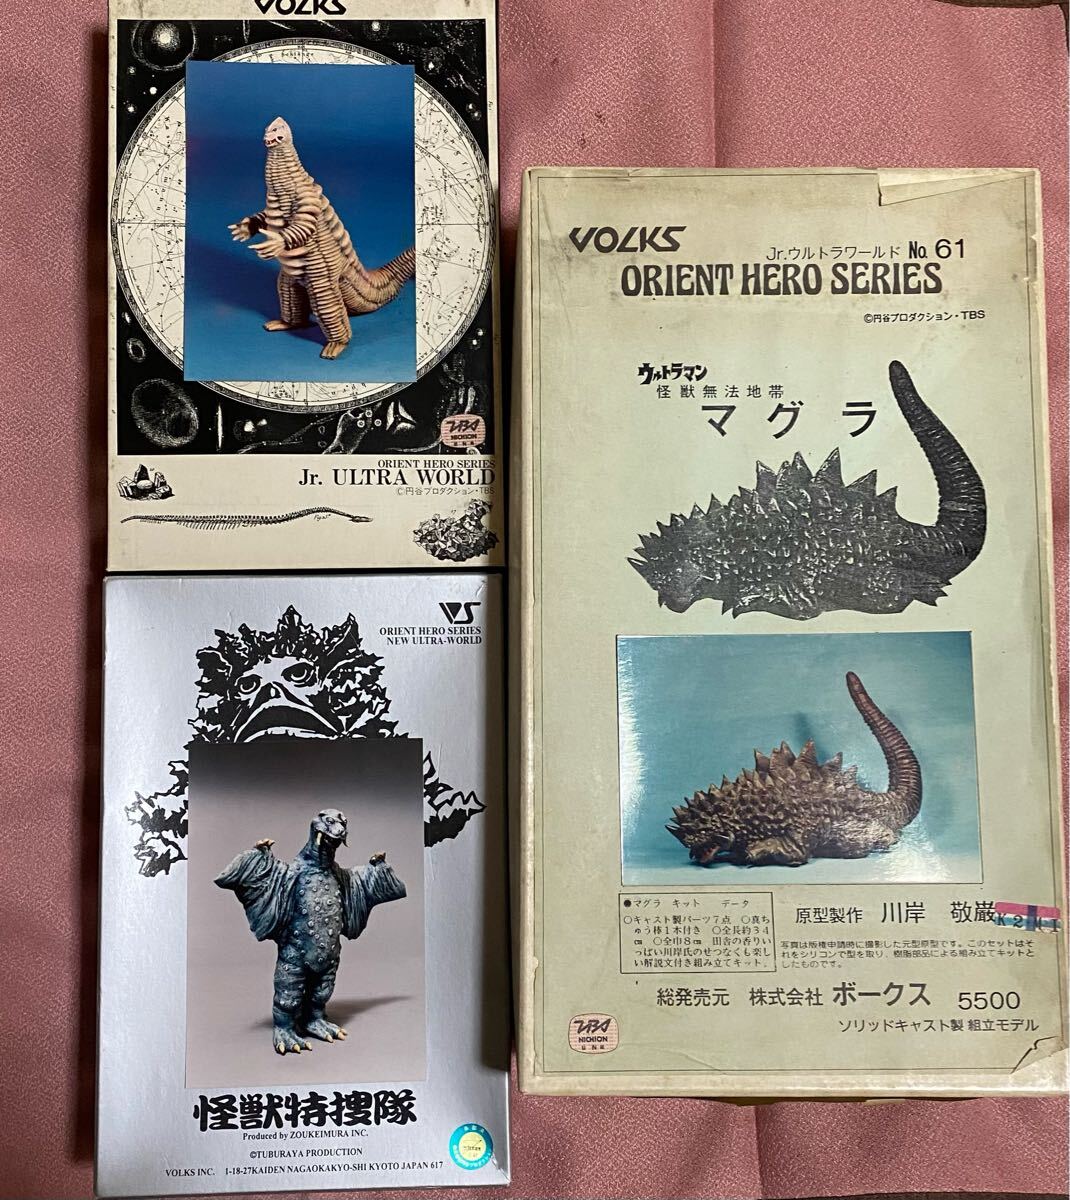 VOLKS
NICHION
ORIENT HERO SERIES
Jr. ULTRA WORLD
©円谷プロダクション・TBS
VS
ORIENT HERO SERIES
NEW ULTRA-WORLD
怪獣特捜隊
Produced by ZOUKEIMURA INC.
©TUBURAYA PRODUCTION
VOLKS INC. 1-18-27KAIDEN NAGAOKAKYO-SHI KYOTO JAPAN 617
VOLKS
Jr.ウルトラワールド No. 61
ORIENT HERO SERIES
©円谷プロダクション・TBS
ウルトラマン
怪獣無法地帯
マグラ
●マグラ キット データ
○キャスト製パーツ7点 ○真ち
ゅう棒1本付き ○全長約34
cm ○全巾8cm 田舎の香りい
っぱい川岸氏のせつなくも楽し
い解説文付き組み立てキット。
原型製作 川岸 敬厳
写真は版権申請時に撮影した元型原型です。このセットはそ
れをシリコンで型を取り、樹脂部品による組み立てキットと
したものです。
総発売元 株式会社 ボークス 5500
ソリッドキャスト製 組立モデル
NICHION